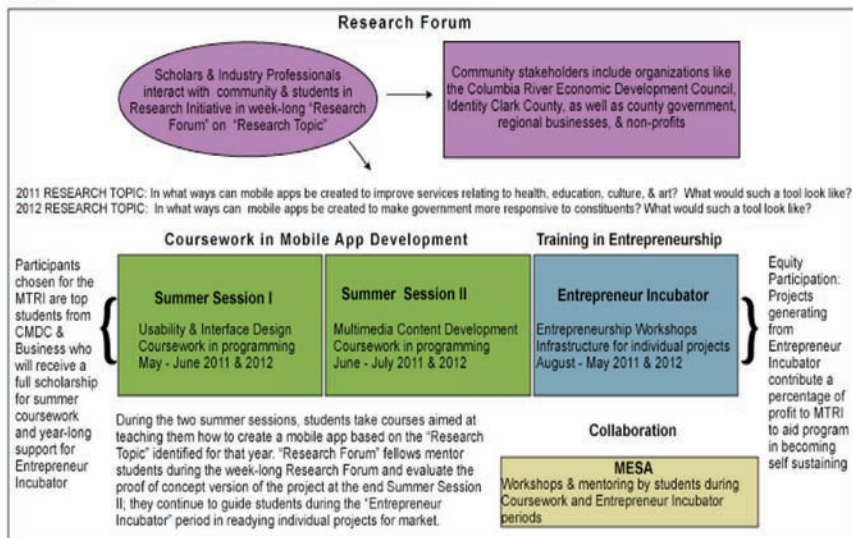 Research Forum
Scholars & Industry Professionals
interact with community & students in
Research Initiative in week-long "Research
Forum" on "Research Topic"
Community stakeholders include organizations like
the Columbia River Economic Development Council,
Identity Clark County, as well as county government,
regional businesses, & non-profits
2011 RESEARCH TOPIC: In what ways can mobile apps be created to improve services relating to health, education, culture, & art? What would such a tool look like?
2012 RESEARCH TOPIC: In what ways can mobile apps be created to make government more responsive to constituents? What would such a tool look like?
Coursework in Mobile App Development
Training in Entrepreneurship
Participants
chosen for the
MTRI are top
students from
CMDC &
Business who
will receive a
full scholarship
for summer
coursework
and year-long
support for
Entrepreneur
Incubator
Summer Session I
Usability & Interface Design
Coursework in programming
May - June 2011 & 2012
Summer Session II
Multimedia Content Development
Coursework in programming
June - July 2011 & 2012
Entrepreneur Incubator
Entrepreneurship Workshops
Infrastructure for individual projects
August - May 2011 & 2012
Equity
Participation:
Projects
generating
from
Entrepreneur
Incubator
contribute a
percentage of
profit to MTRI
to aid program
in becoming
self sustaining
During the two summer sessions, students take courses aimed at
teaching them how to create a mobile app based on the "Research
Topic" identified for that year. "Research Forum" fellows mentor
students during the week-long Research Forum and evaluate the
proof of concept version of the project at the end Summer Session
II; they continue to guide students during the "Entrepreneur
Incubator" period in readying individual projects for market.
Collaboration
MESA
Workshops & mentoring by students during
Coursework and Entrepreneur Incubator
periods